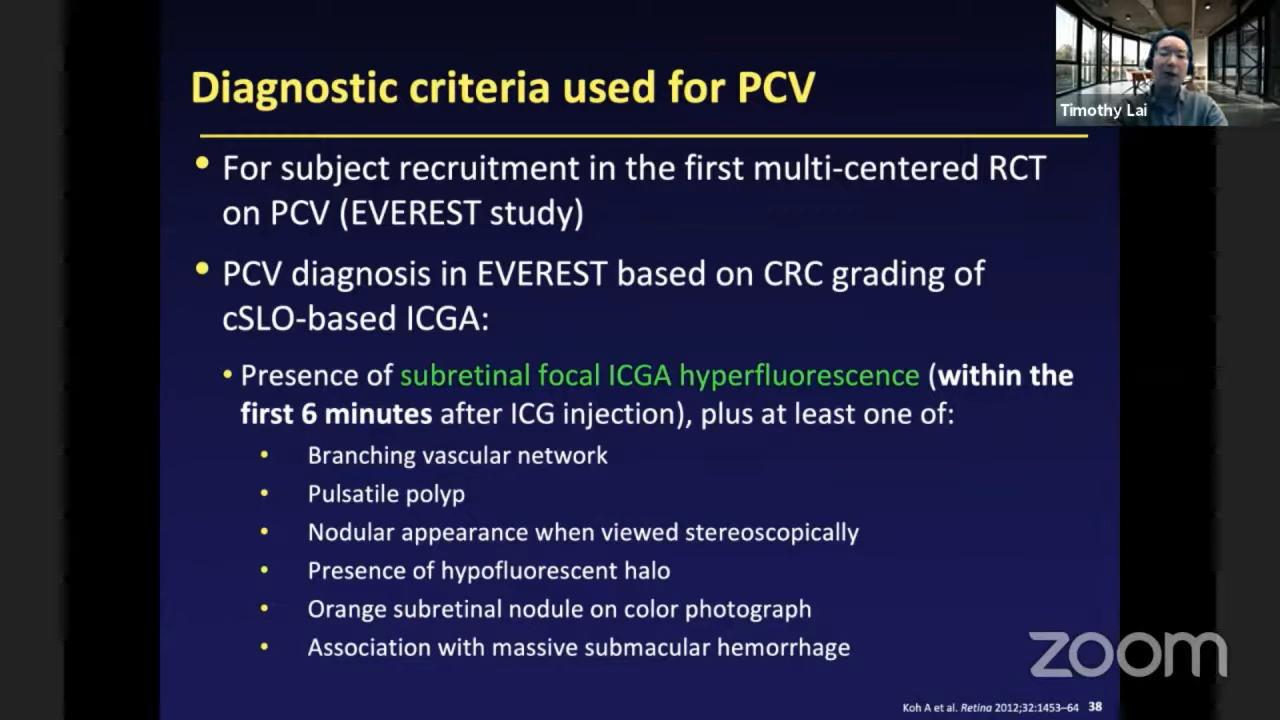 Timothy Lai
Diagnostic criteria used for PCV
• For subject recruitment in the first multi-centered RCT
on PCV (EVEREST study)
• PCV diagnosis in EVEREST based on CRC grading of
cSLO-based ICGA:
• Presence of subretinal focal ICGA hyperfluorescence (within the
first 6 minutes after ICG injection), plus at least one of:
• Branching vascular network
• Pulsatile polyp
• Nodular appearance when viewed stereoscopically
• Presence of hypofluorescent halo
• Orange subretinal nodule on color photograph
• Association with massive submacular hemorrhage
zoom
Koh A et al. Retina 2012;32:1453–64 38